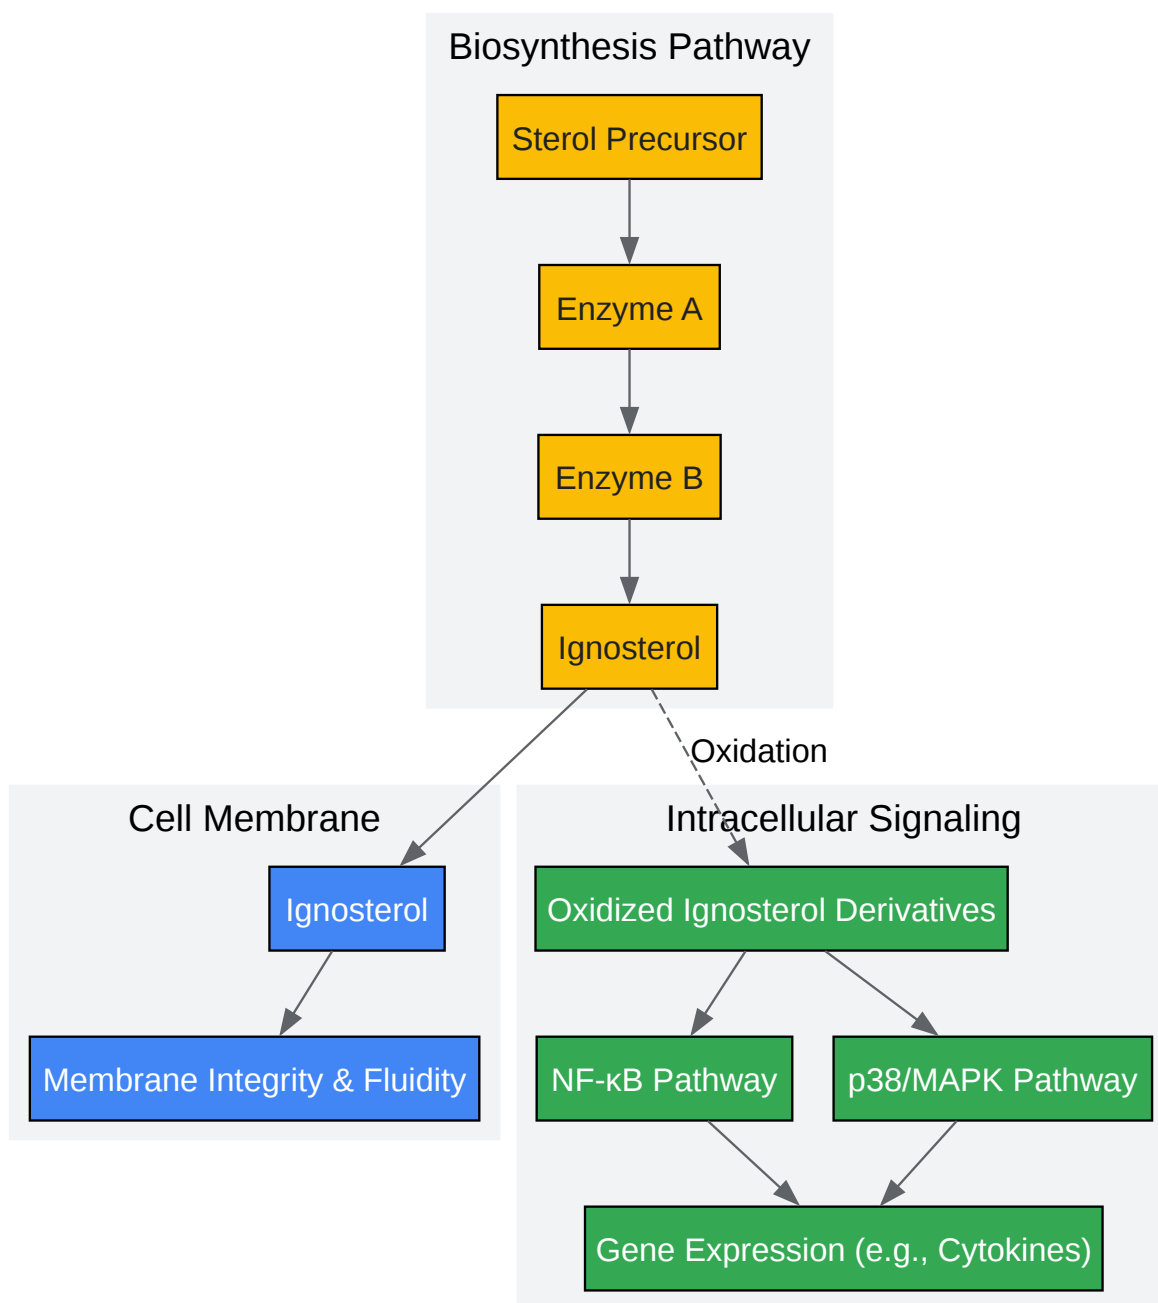 Biosynthesis Pathway
Sterol Precursor
Enzyme A
Enzyme B
Ignosterol
Oxidation
Cell Membrane
Ignosterol
Membrane Integrity & Fluidity
Intracellular Signaling
Oxidized Ignosterol Derivatives
NF-κB Pathway
p38/MAPK Pathway
Gene Expression (e.g., Cytokines)